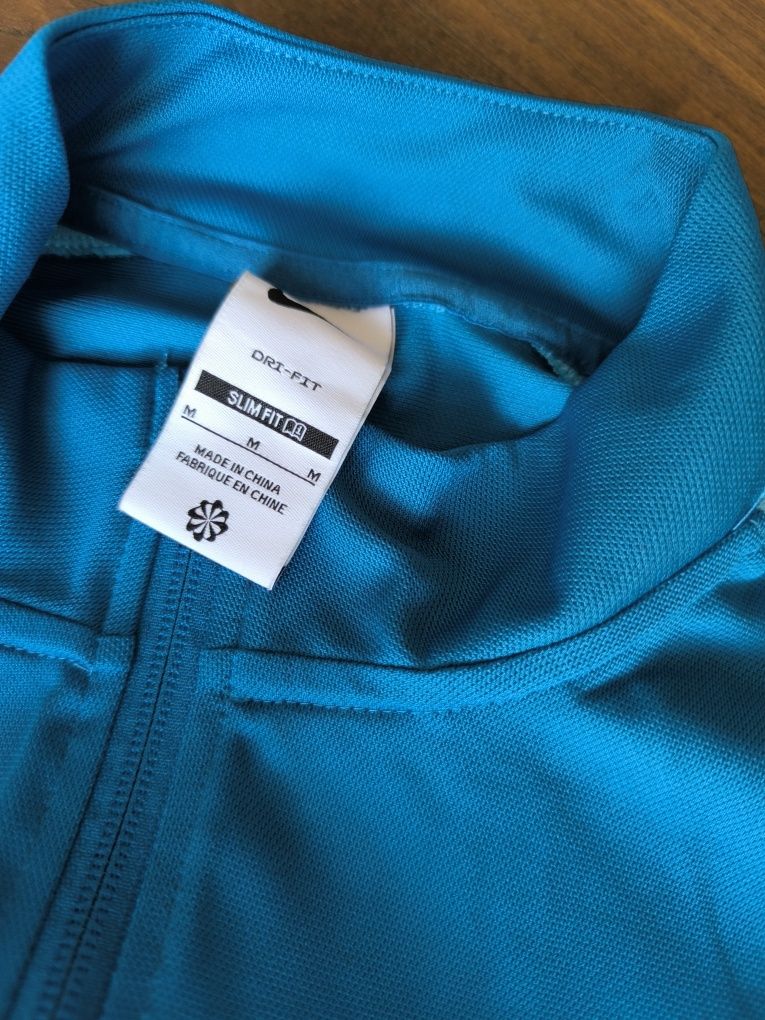 DRI-FIT
SLIM FIT
M M M
MADE IN CHINA
FABRIQUE EN CHINE